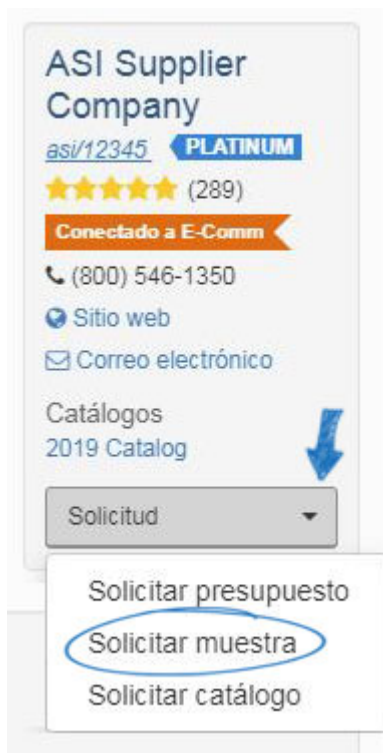 ASI Supplier
Company
asi/12345 PLATINUM
(289)
Conectado a E-Comm
(800) 546-1350
Sitio web
Correo electrónico
Catálogos
2019 Catalog
Solicitud
Solicitar presupuesto
Solicitar muestra
Solicitar catálogo